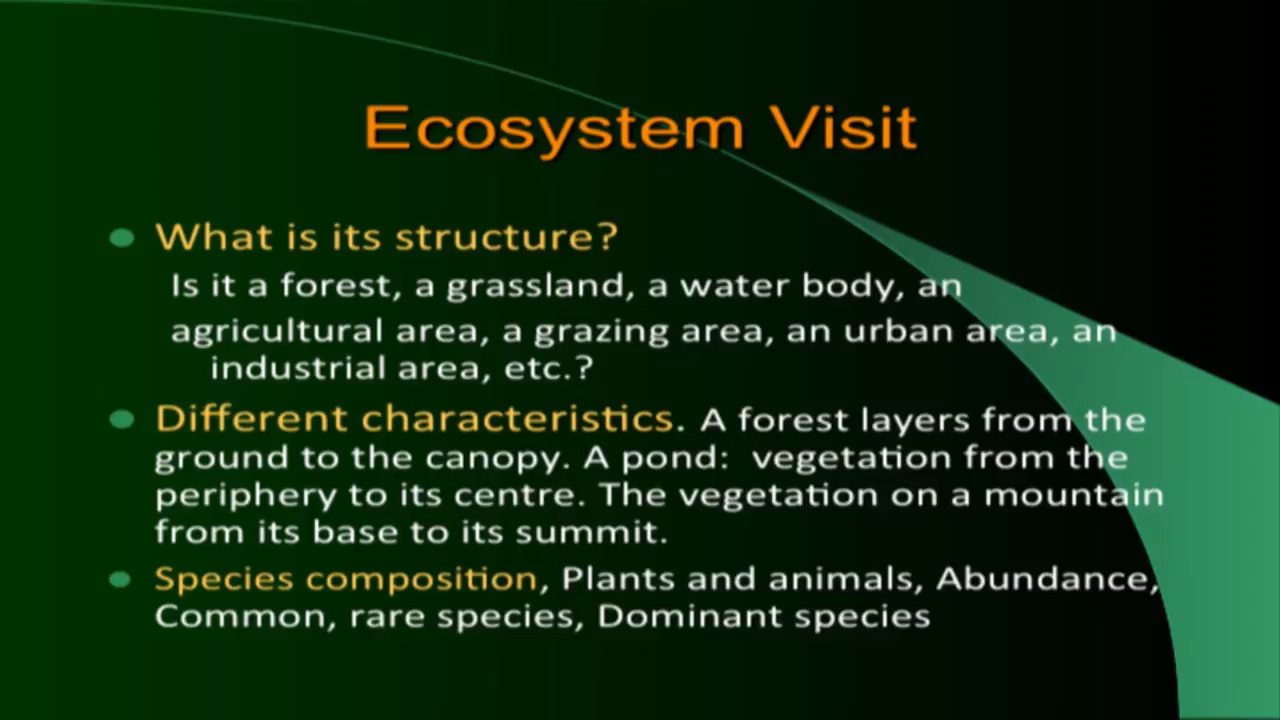 Ecosystem Visit
What is its structure?
Is it a forest, a grassland, a water body, an
agricultural area, a grazing area, an urban area, an
industrial area, etc.?
Different characteristics. A forest layers from the
ground to the canopy. A pond: vegetation from the
periphery to its centre. The vegetation on a mountain
from its base to its summit.
Species composition, Plants and animals, Abundance,
Common, rare species, Dominant species